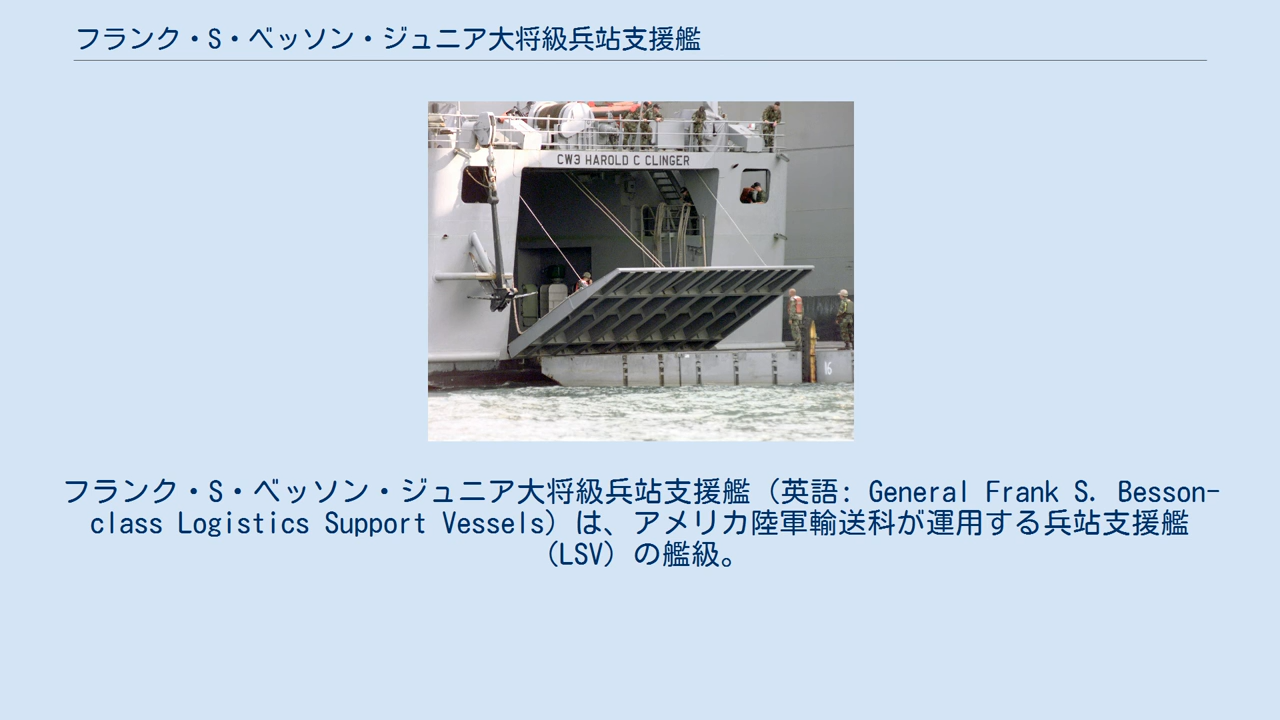 フランク・S・ベッソン・ジュニア大将級兵站支援艦
CW3 HAROLD C CLINGER
16
フランク・S・ベッソン・ジュニア大将級兵站支援艦（英語: General Frank S. Besson-
class Logistics Support Vessels）は、アメリカ陸軍輸送科が運用する兵站支援艦
（LSV）の艦級。